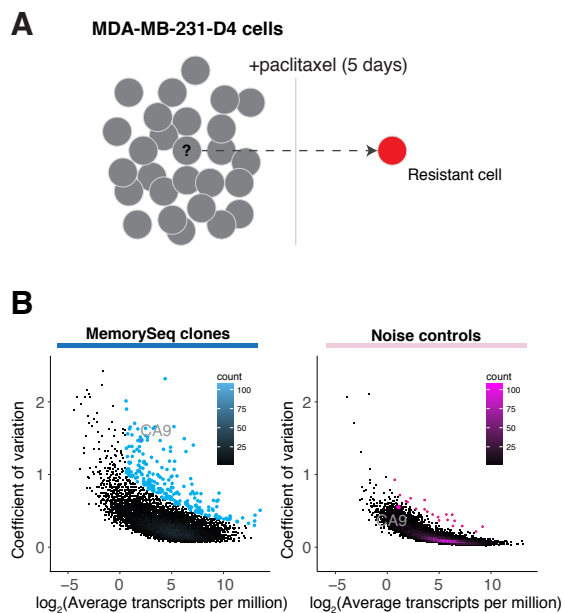 A
MDA-MB-231-D4 cells
+paclitaxel (5 days)
?
Resistant cell
B
MemorySeq clones
Noise controls
Coefficient of variation
2
1
0
−5
0
5
10
log2(Average transcripts per million)
count
100
75
50
25
CA9
Coefficient of variation
2
1
0
−5
0
5
10
log2(Average transcripts per million)
count
100
75
50
25
CA9